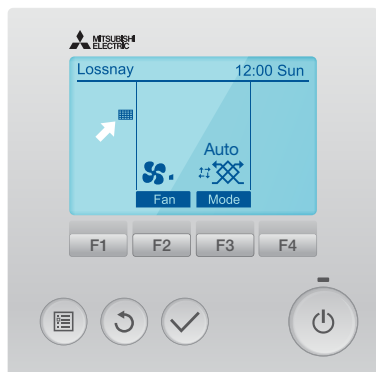 MITSUBISHI
ELECTRIC
Lossnay 12:00 Sun
Auto
Fan Mode
F1 F2 F3 F4